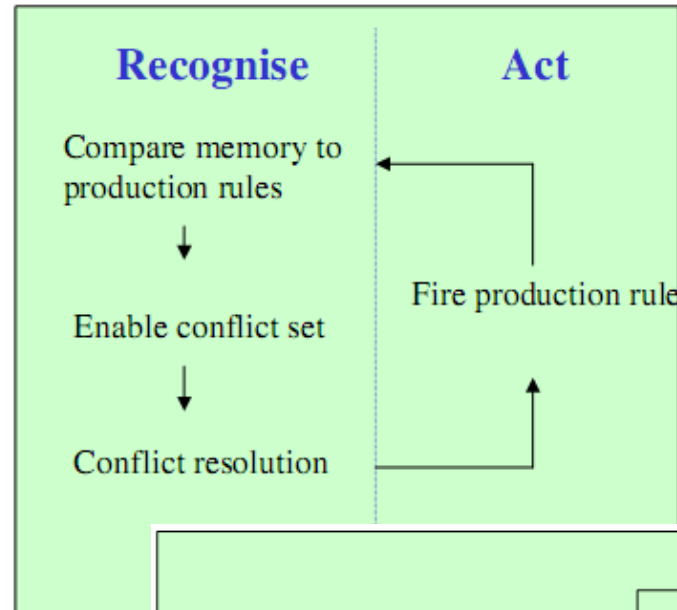 Recognise
Act
Compare memory to
production rules
Fire production rule
Enable conflict set
Conflict resolution